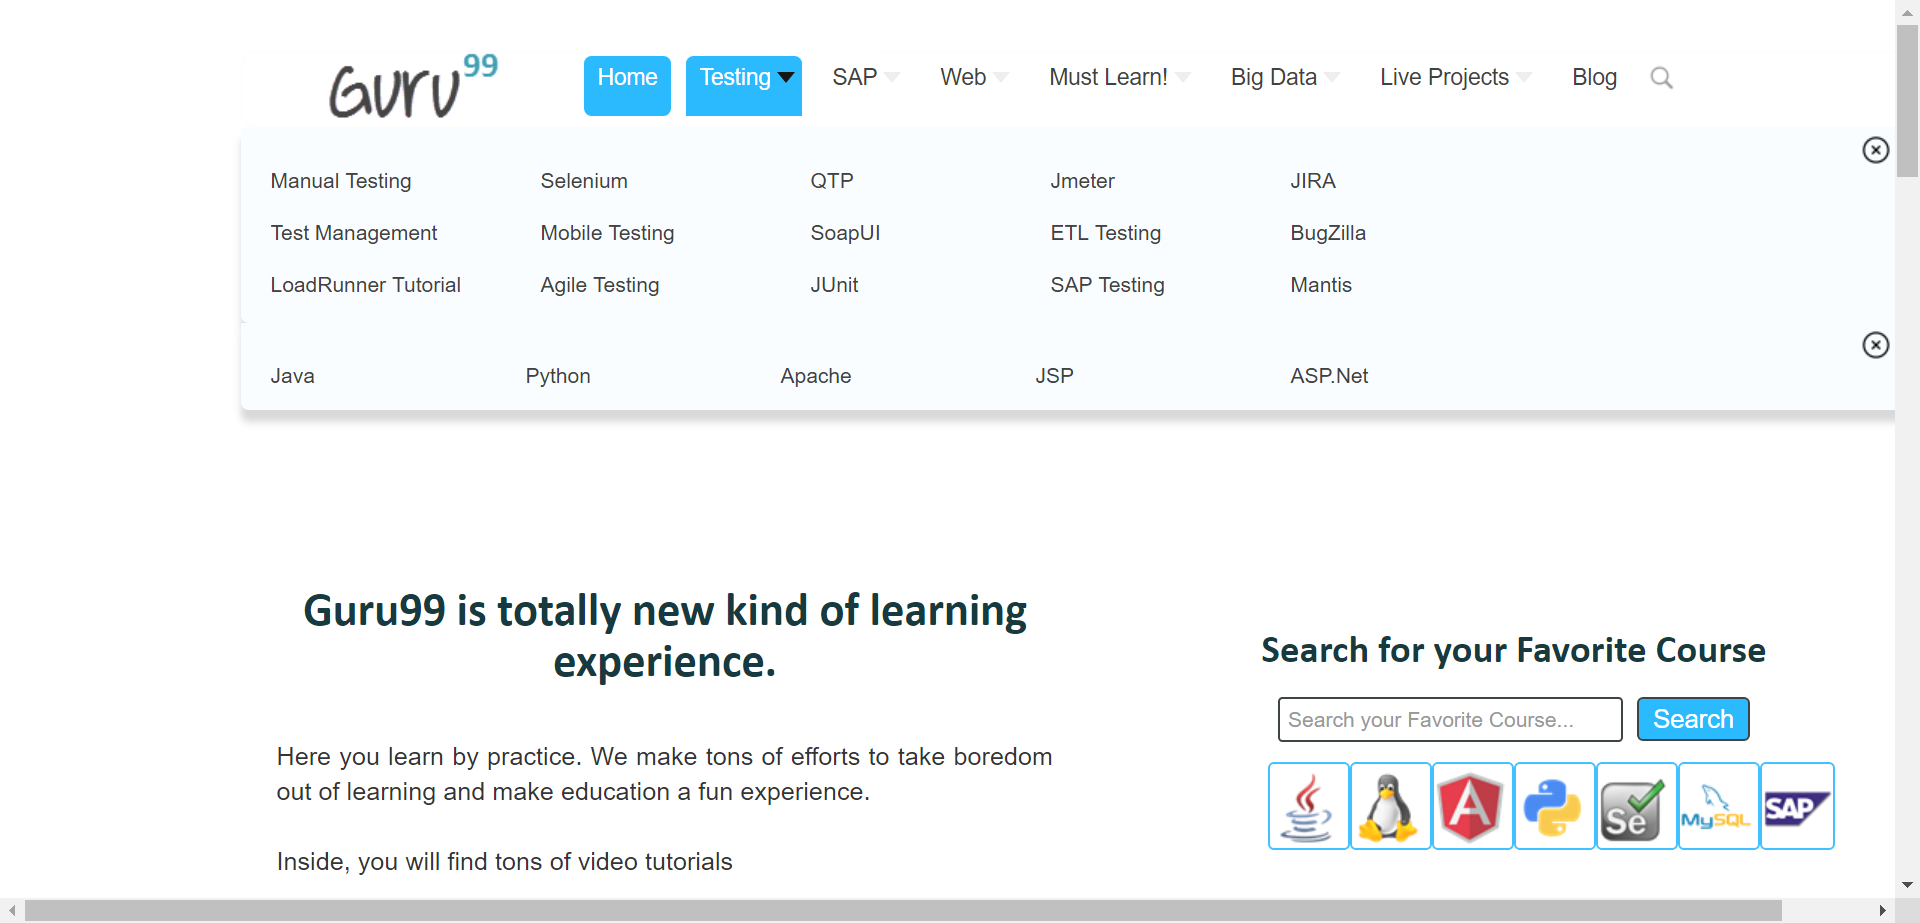 Guru99
Home Testing SAP Web Must Learn! Big Data Live Projects Blog
Manual Testing Selenium QTP Jmeter JIRA
Test Management Mobile Testing SoapUI ETL Testing BugZilla
LoadRunner Tutorial Agile Testing JUnit SAP Testing Mantis
Java Python Apache JSP ASP.Net
Guru99 is totally new kind of learning
experience.
Here you learn by practice. We make tons of efforts to take boredom
out of learning and make education a fun experience.
Inside, you will find tons of video tutorials
Search for your Favorite Course
Search your Favorite Course... Search
A Se MySQL SAP